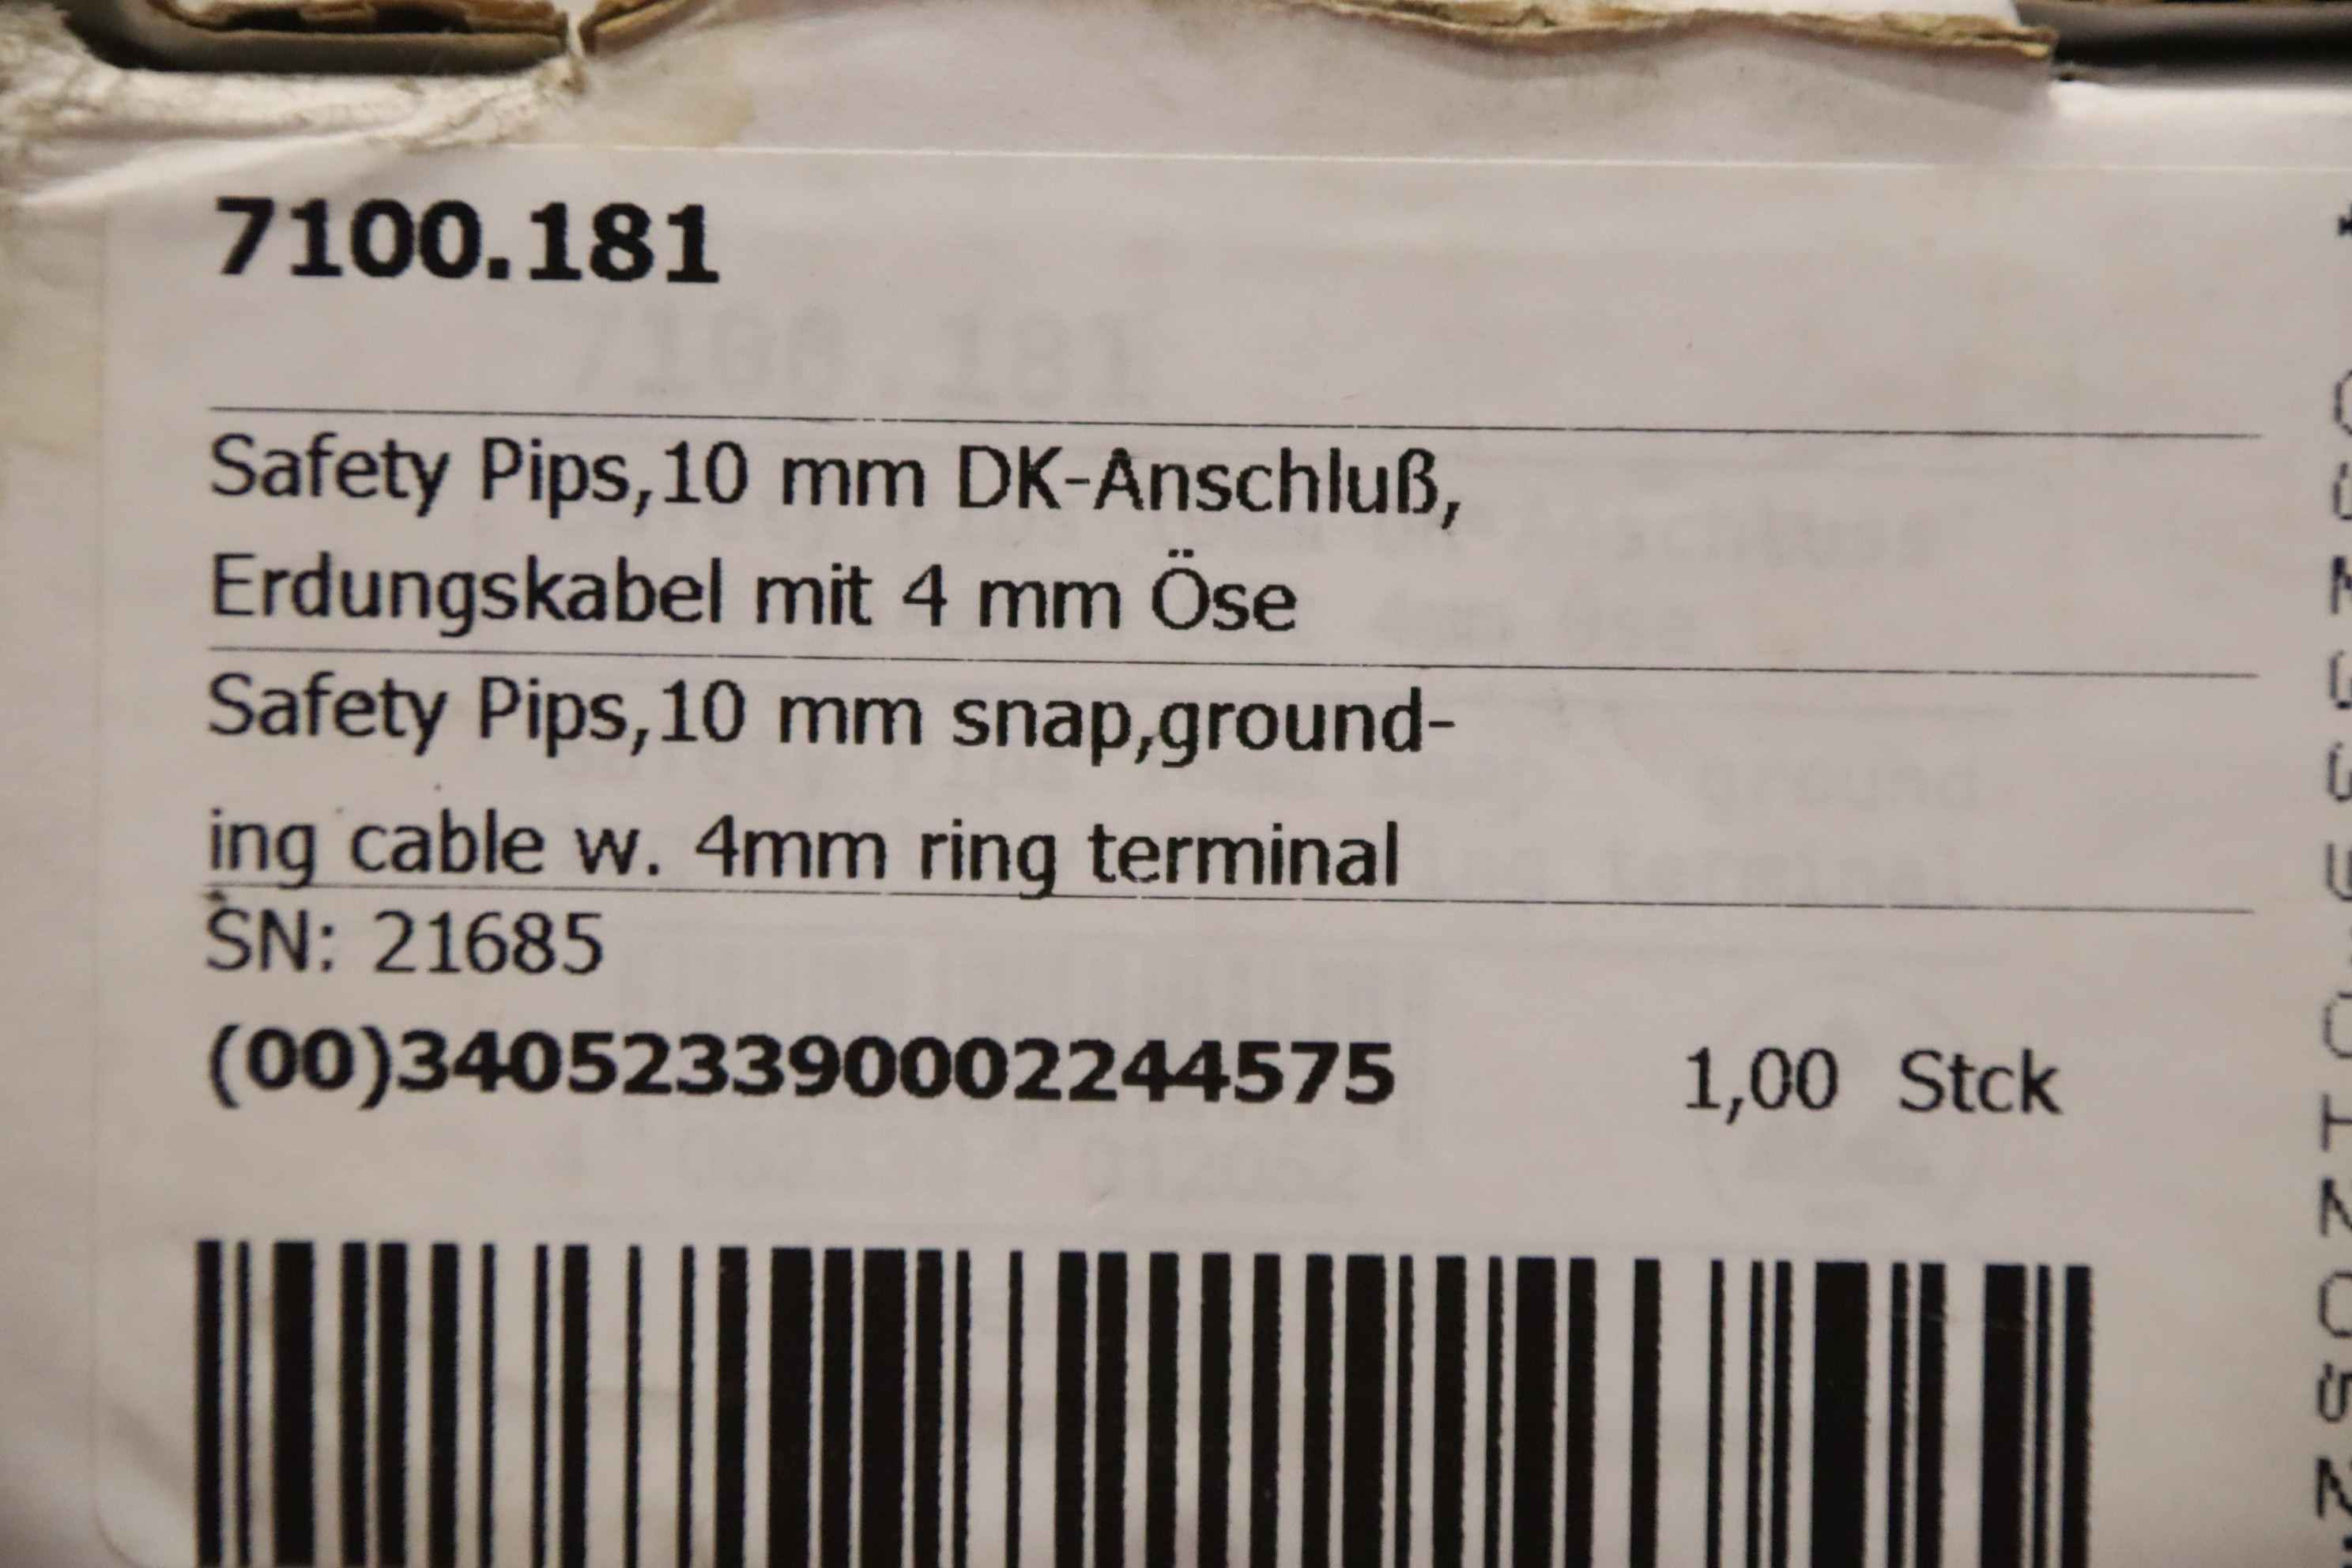 7100.181
Safety Pips,10 mm DK-Anschluß,
Erdungskabel mit 4 mm Öse
Safety Pips,10 mm snap,ground-
ing cable w. 4mm ring terminal
SN: 21685
(00)340523390002244575
1,00 Stck